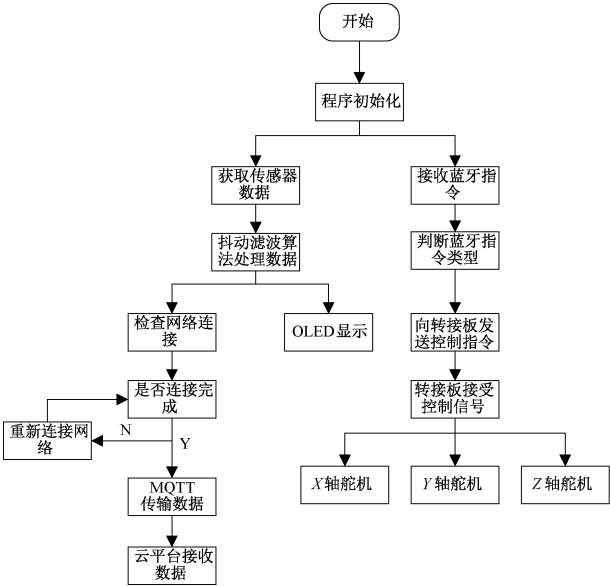 开始
程序初始化
获取传感器
数据
接收蓝牙指
令
抖动滤波算
法处理数据
判断蓝牙指
令类型
检查网络连
接
OLED显示
向转接板发
送控制指令
是否连接完
成
转接板接受
控制信号
重新连接网
络
N
Y
X轴舵机
Y轴舵机
Z轴舵机
MQTT
传输数据
云平台接收
数据